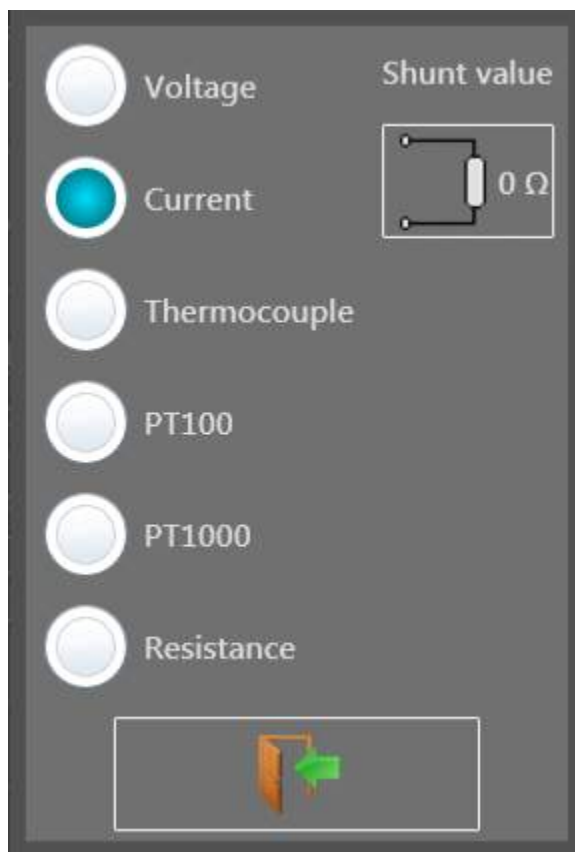 Voltage
Shunt value
Current
0 Ω
Thermocouple
PT100
PT1000
Resistance